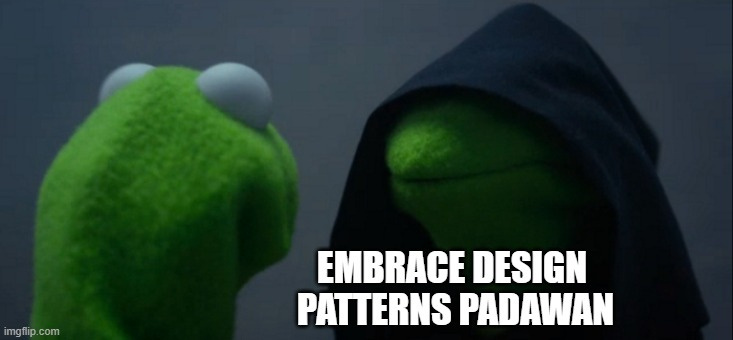 EMBRACE DESIGN
PATTERNS PADAWAN
imgflip.com